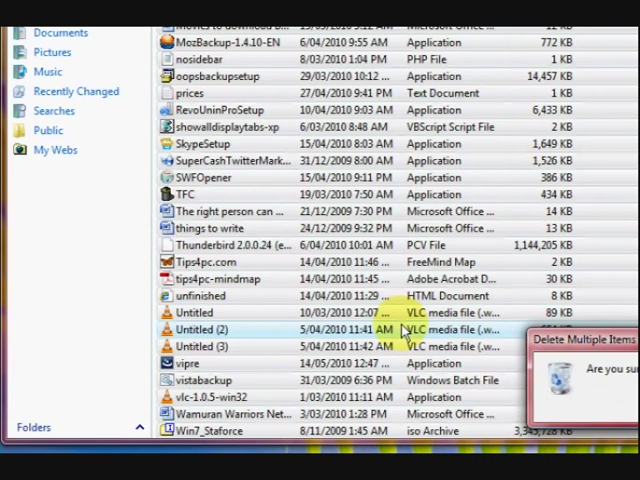 Documents
Pictures
Music
Recently Changed
Searches
Public
My Webs
Folders
12 KB
MozBackup-1.4.10-EN 6/04/2010 9:55 AM Application 772 KB
nosidebar 8/03/2010 1:04 PM PHP File 1 KB
oopsbackupsetup 29/03/2010 10:12 ... Application 14,457 KB
prices 27/04/2010 9:41 PM Text Document 1 KB
RevoUninProSetup 10/04/2010 9:03 AM Application 6,433 KB
showalldisplaytabs-xp 6/03/2010 8:48 AM VBScript Script File 2 KB
SkypeSetup 15/04/2010 8:03 AM Application 1,649 KB
SuperCashTwitterMark... 31/12/2009 8:00 AM Application 1,526 KB
SWFOpener 15/04/2010 9:11 PM Application 386 KB
TFC 19/03/2010 7:50 AM Application 434 KB
The right person can ... 21/12/2009 7:30 PM Microsoft Office ... 14 KB
things to write 24/12/2009 9:32 PM Microsoft Office ... 13 KB
Thunderbird 2.0.0.24 (e... 6/04/2010 10:01 AM PCV File 1,144,205 KB
Tips4pc.com 14/04/2010 11:46 ... FreeMind Map 2 KB
tips4pc-mindmap 14/04/2010 11:45 ... Adobe Acrobat D... 30 KB
unfinished 14/04/2010 11:29 ... HTML Document 8 KB
Untitled 10/03/2010 12:07 ... VLC media file (.w... 89 KB
Untitled (2) 5/04/2010 11:41 AM VLC media file (.w...
Untitled (3) 5/04/2010 11:42 AM VLC media file (.w...
vipre 14/05/2010 12:47 ... Application
vistabackup 31/03/2009 6:36 PM Windows Batch File
vlc-1.0.5-win32 1/03/2010 11:11 AM Application
Wamuran Warriors Net... 3/03/2010 1:28 PM Microsoft Office ...
Win7_Staforce 8/11/2009 1:45 AM iso Archive 3,345,728 KB
Delete Multiple Items
Are you su